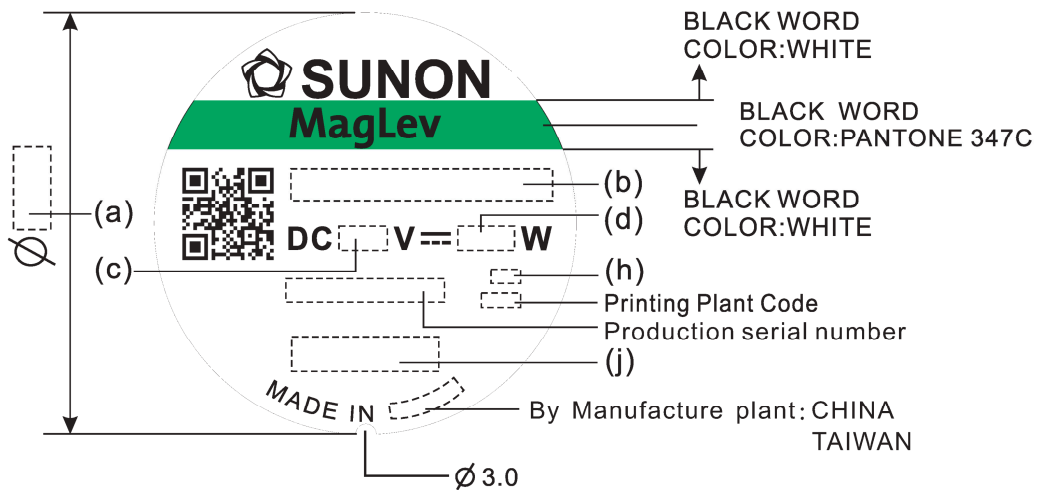 BLACK WORD
COLOR:WHITE
SUNON
MagLev
BLACK WORD
COLOR:PANTONE 347C
(a)
(b)
BLACK WORD
COLOR:WHITE
(d)
DC V W
(c)
(h)
Printing Plant Code
Production serial number
(j)
MADE IN
By Manufacture plant: CHINA
TAIWAN
Ø
Ø 3.0